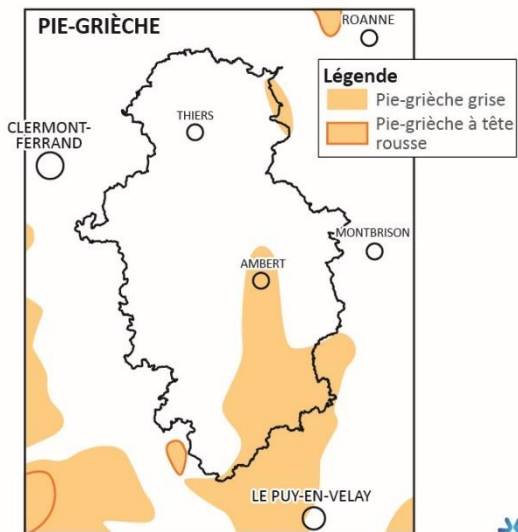 PIE-GRIÈCHE
ROANNE
Légende
Pie-grièche grise
Pie-grièche à tête
rousse
THIERS
CLERMONT-
FERRAND
MONTBRISON
AMBERT
LE PUY-EN-VELAY